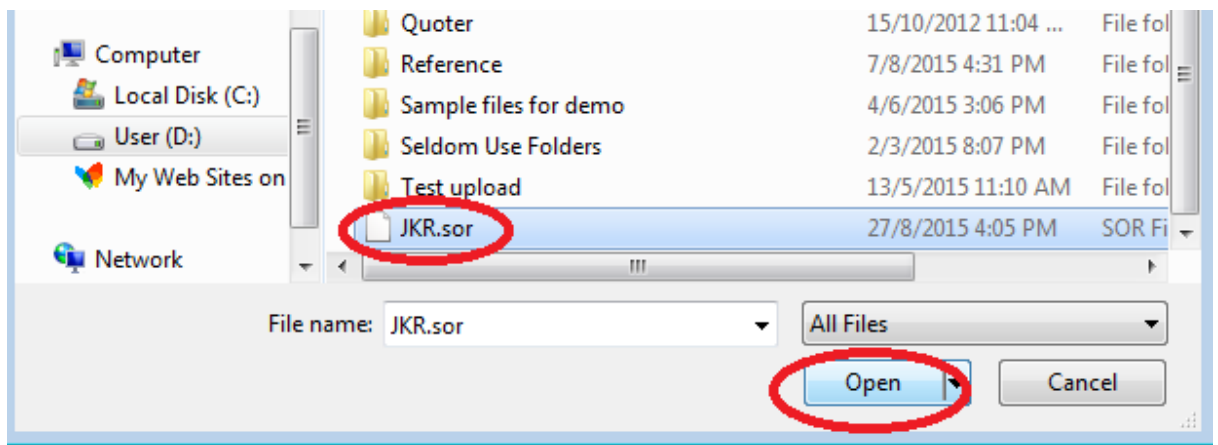 Quoter 15/10/2012 11:04 ... File fol
Computer
Reference 7/8/2015 4:31 PM File fol
Local Disk (C:)
Sample files for demo 4/6/2015 3:06 PM File fol
User (D:)
Seldom Use Folders 2/3/2015 8:07 PM File fol
My Web Sites on
Test upload 13/5/2015 11:10 AM File fol
JKR.sor 27/8/2015 4:05 PM SOR Fi
Network
File name: JKR.sor All Files
Open Cancel